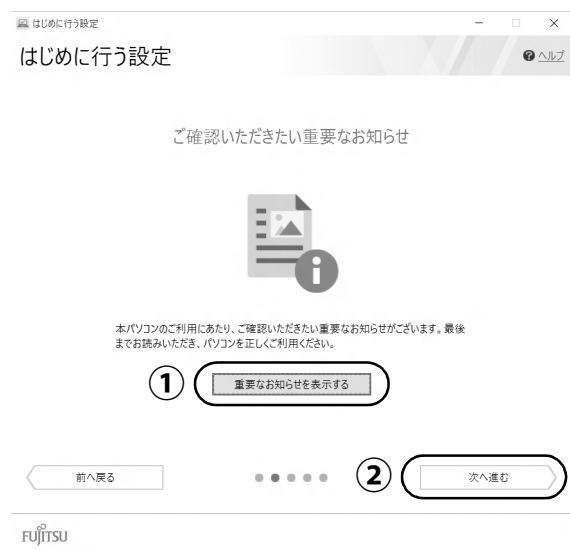 はじめに行う設定
はじめに行う設定
? ヘルプ
ご確認いただきたい重要なお知らせ
i
本パソコンのご利用にあたり、ご確認いただきたい重要なお知らせがございます。最後
までお読みいただき、パソコンを正しくご利用ください。
① 重要なお知らせを表示する
前へ戻る ② 次へ進む
FUJITSU